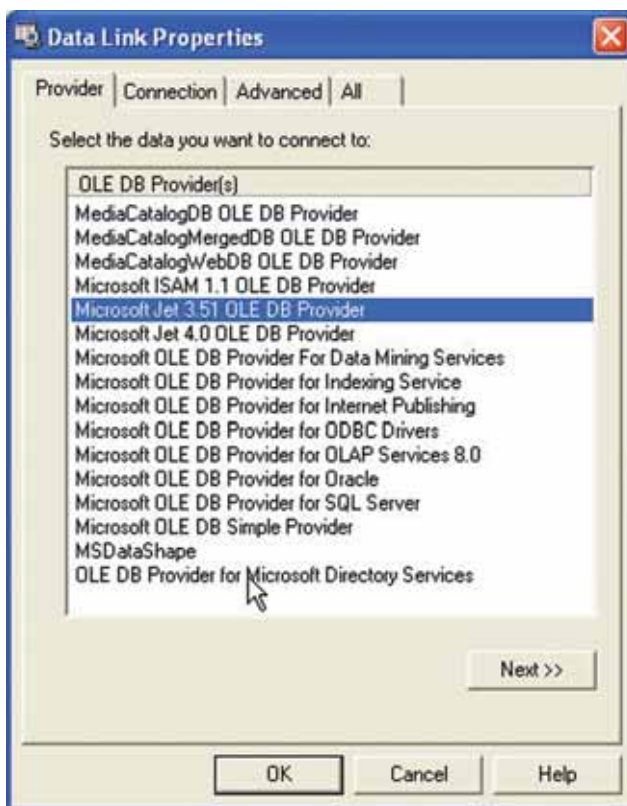 Data Link Properties
Provider Connection Advanced All
Select the data you want to connect to:
OLE DB Provider(s)
MediaCatalogDB OLE DB Provider
MediaCatalogMergedDB OLE DB Provider
MediaCatalogWebDB OLE DB Provider
Microsoft ISAM 1.1 OLE DB Provider
Microsoft Jet 3.51 OLE DB Provider
Microsoft Jet 4.0 OLE DB Provider
Microsoft OLE DB Provider For Data Mining Services
Microsoft OLE DB Provider for Indexing Service
Microsoft OLE DB Provider for Internet Publishing
Microsoft OLE DB Provider for ODBC Drivers
Microsoft OLE DB Provider for OLAP Services 8.0
Microsoft OLE DB Provider for Oracle
Microsoft OLE DB Provider for SQL Server
Microsoft OLE DB Simple Provider
MSDataShape
OLE DB Provider for Microsoft Directory Services
Next >>
OK Cancel Help